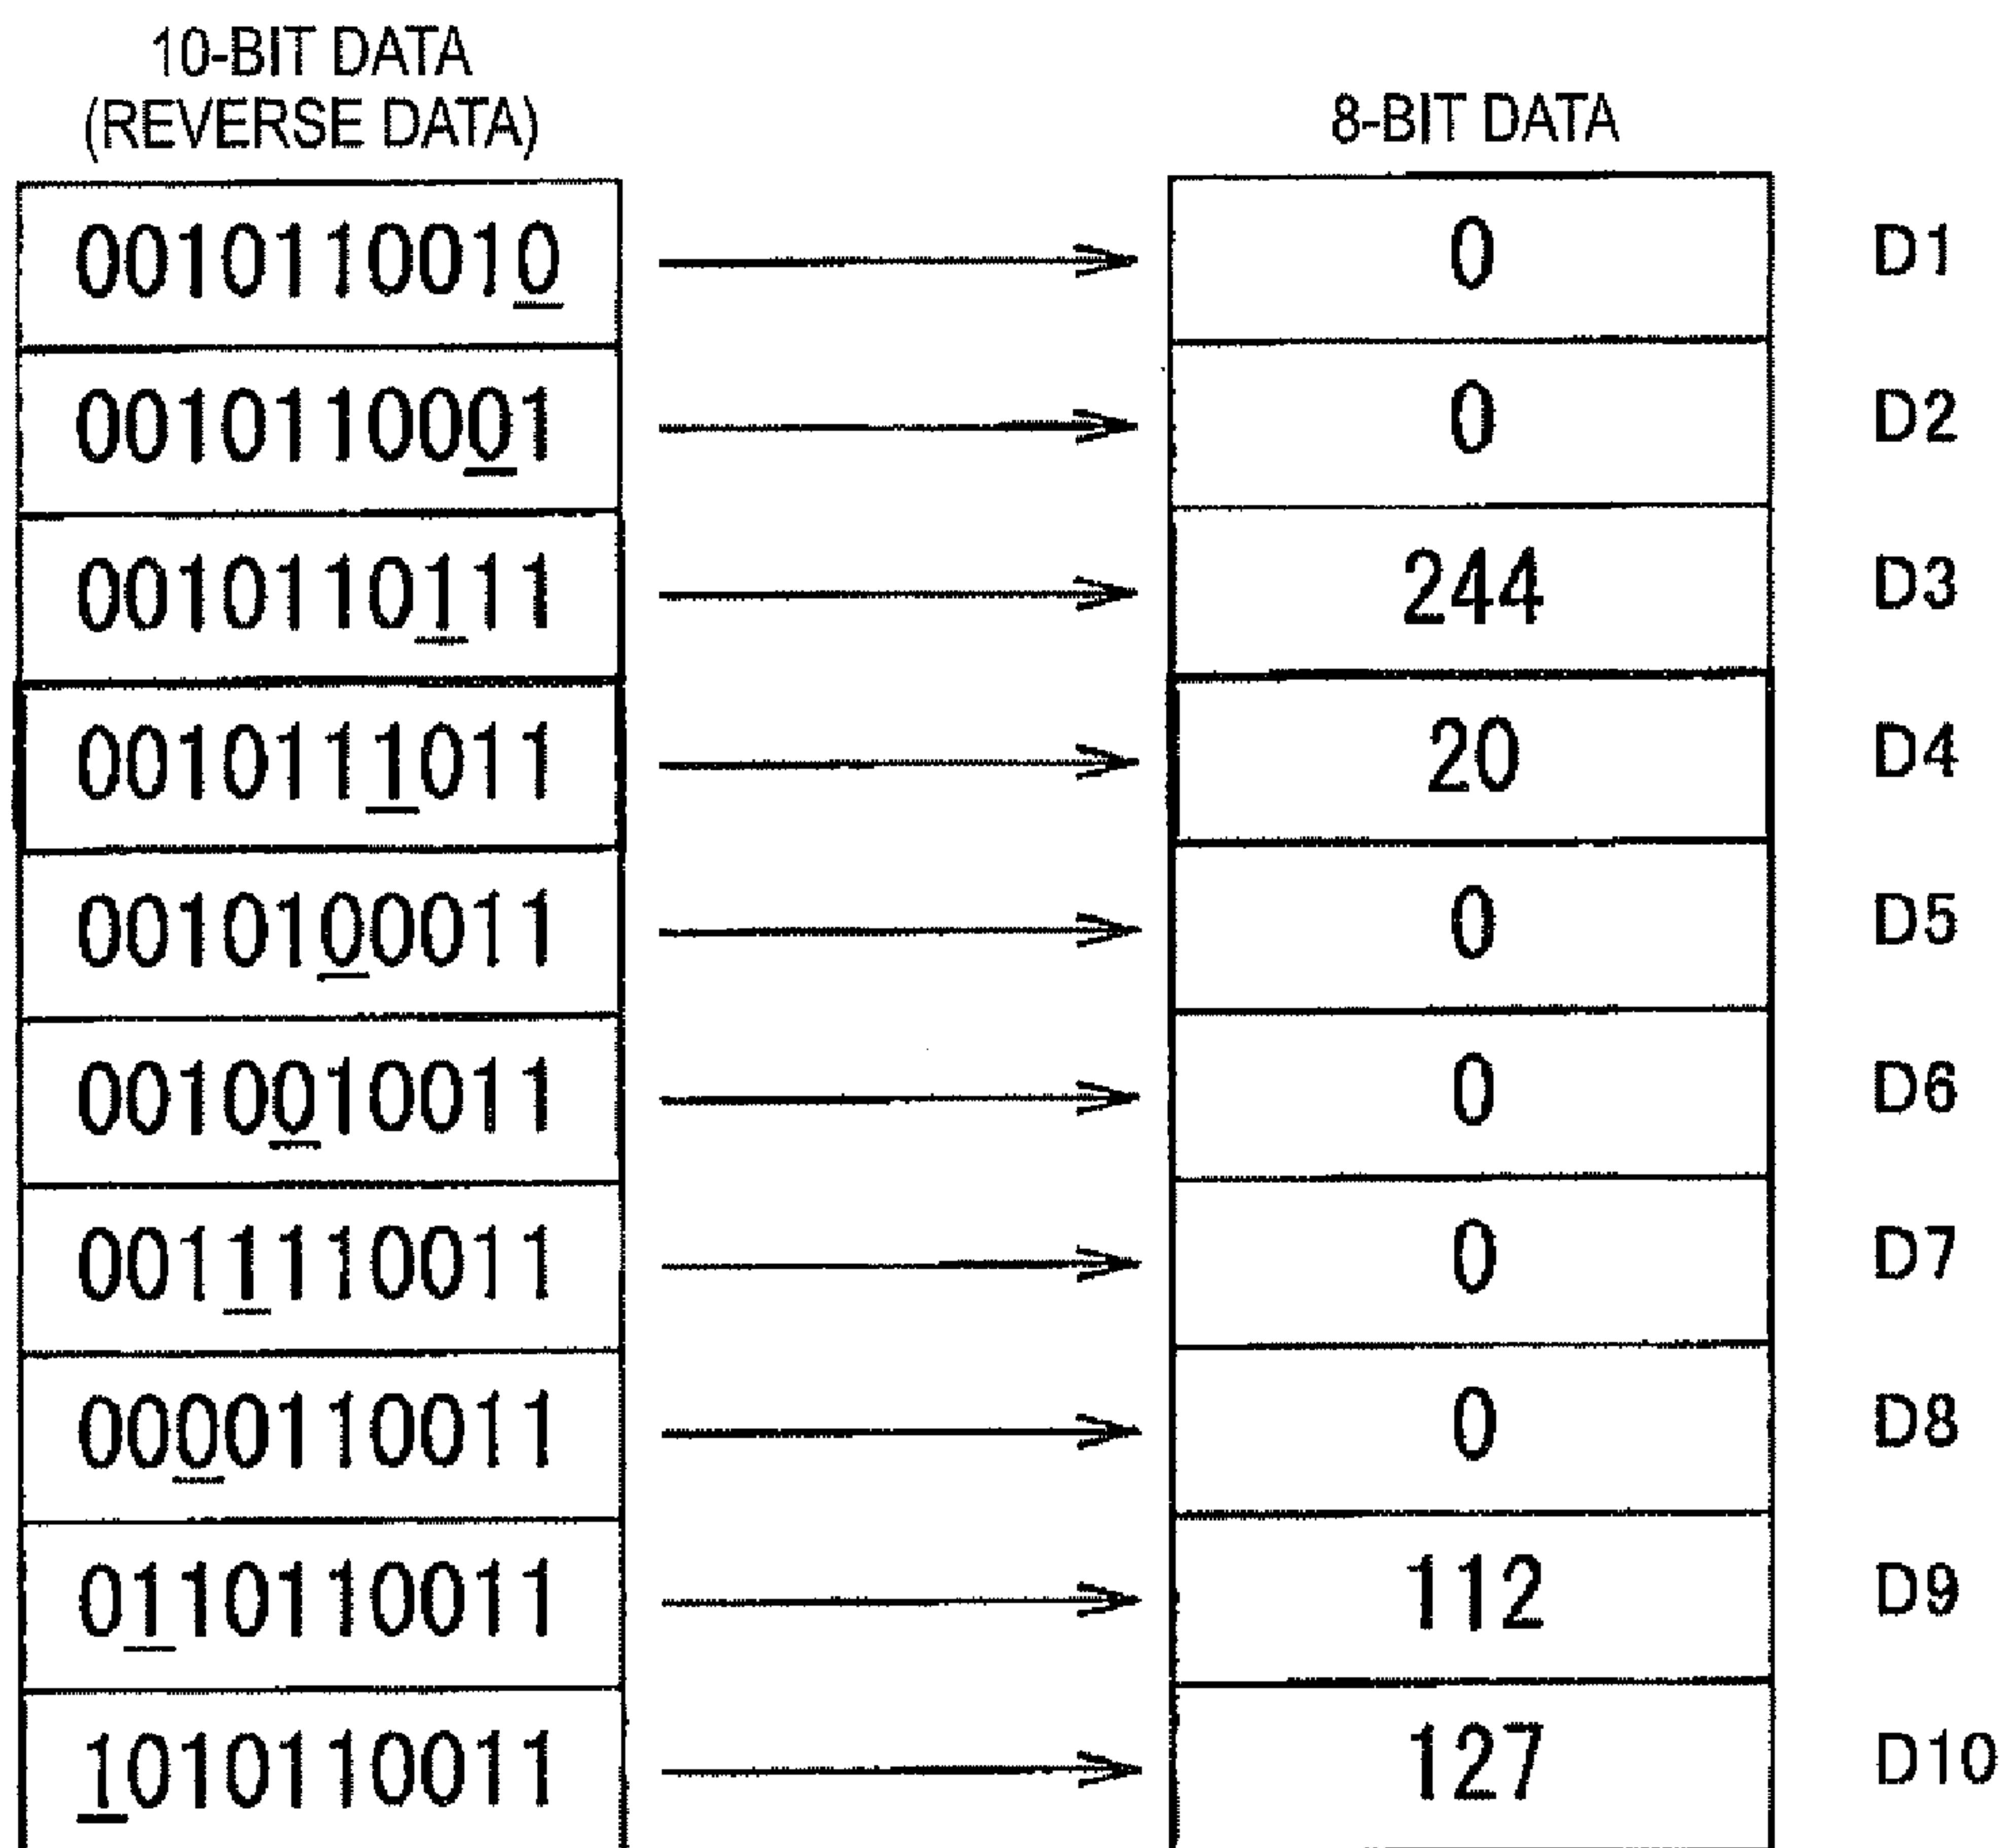 10-BIT DATA
(REVERSE DATA)
8-BIT DATA
0010110010 0 D1
0010110001 0 D2
0010110111 244 D3
0010111011 20 D4
0010100011 0 D5
0010010011 0 D6
0011110011 0 D7
0000110011 0 D8
0110110011 112 D9
1010110011 127 D10